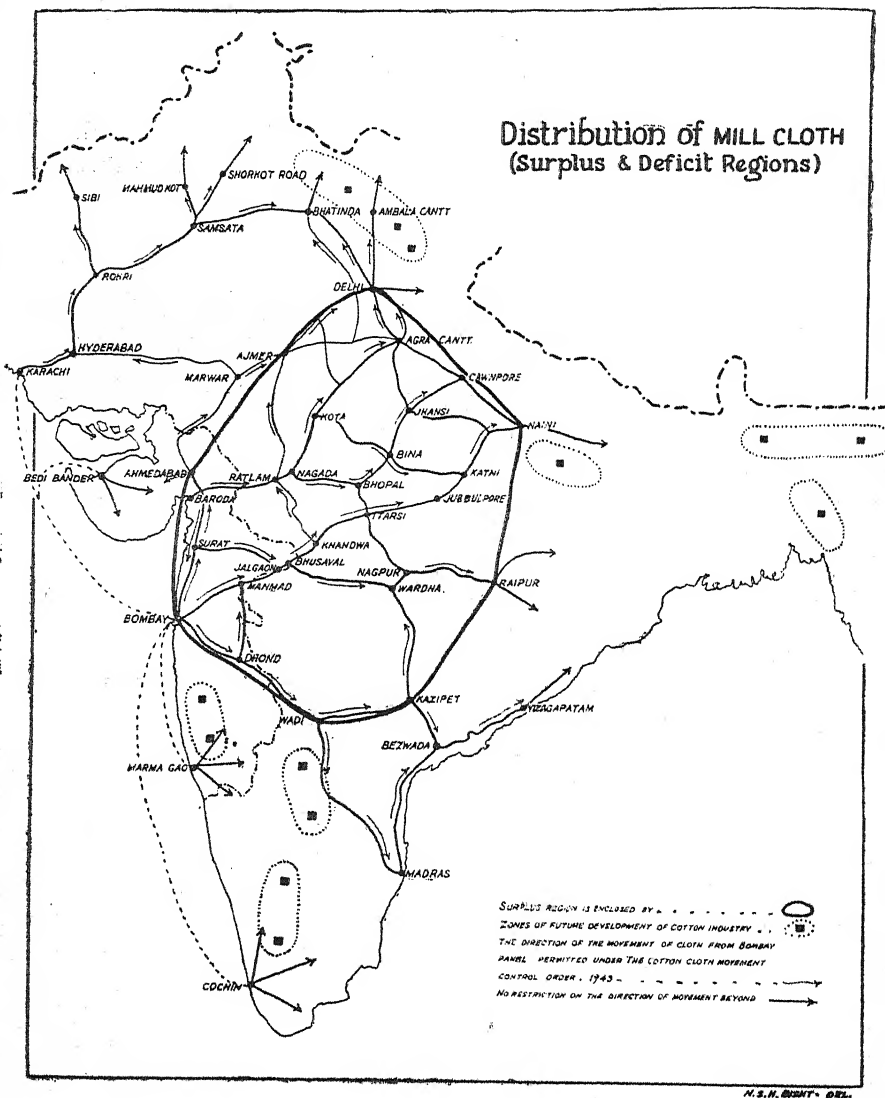 Distribution of MILL CLOTH
(Surplus & Deficit Regions)
SHORKOT ROAD
MAHMUDKOT
SIBI
BHATINDA
AMBALA CANTT
SAMSATA
ROHRI
DELHI
HYDERABAD
AJMER
AGRA CANTT.
KARACHI
MARWAR
CAWNPORE
KOTA
JHANSI
NAINI
BINA
BEDI BANDER
AHMEDABAD
RATLAM
NAGADA
BHOPAL
KATNI
BARODA
JUBBULPORE
ITARSI
SURAT
KHANDWA
JALGAON
BHUSAVAL
NAGPUR
MANMAD
WARDHA.
RAIPUR
BOMBAY
DHOND
KAZIPET
WADI
VIZAGAPATAM
BEZWADA
MARMA GAO
MADRAS
COCHIN
SURPLUS REGION IS ENCLOSED BY
ZONES OF FUTURE DEVELOPMENT OF COTTON INDUSTRY
THE DIRECTION OF THE MOVEMENT OF CLOTH FROM BOMBAY
PANEL PERMITTED UNDER THE COTTON CLOTH MOVEMENT
CONTROL ORDER. 1943
NO RESTRICTION ON THE DIRECTION OF MOVEMENT BEYOND
N.S.H. BISHT - DEL.